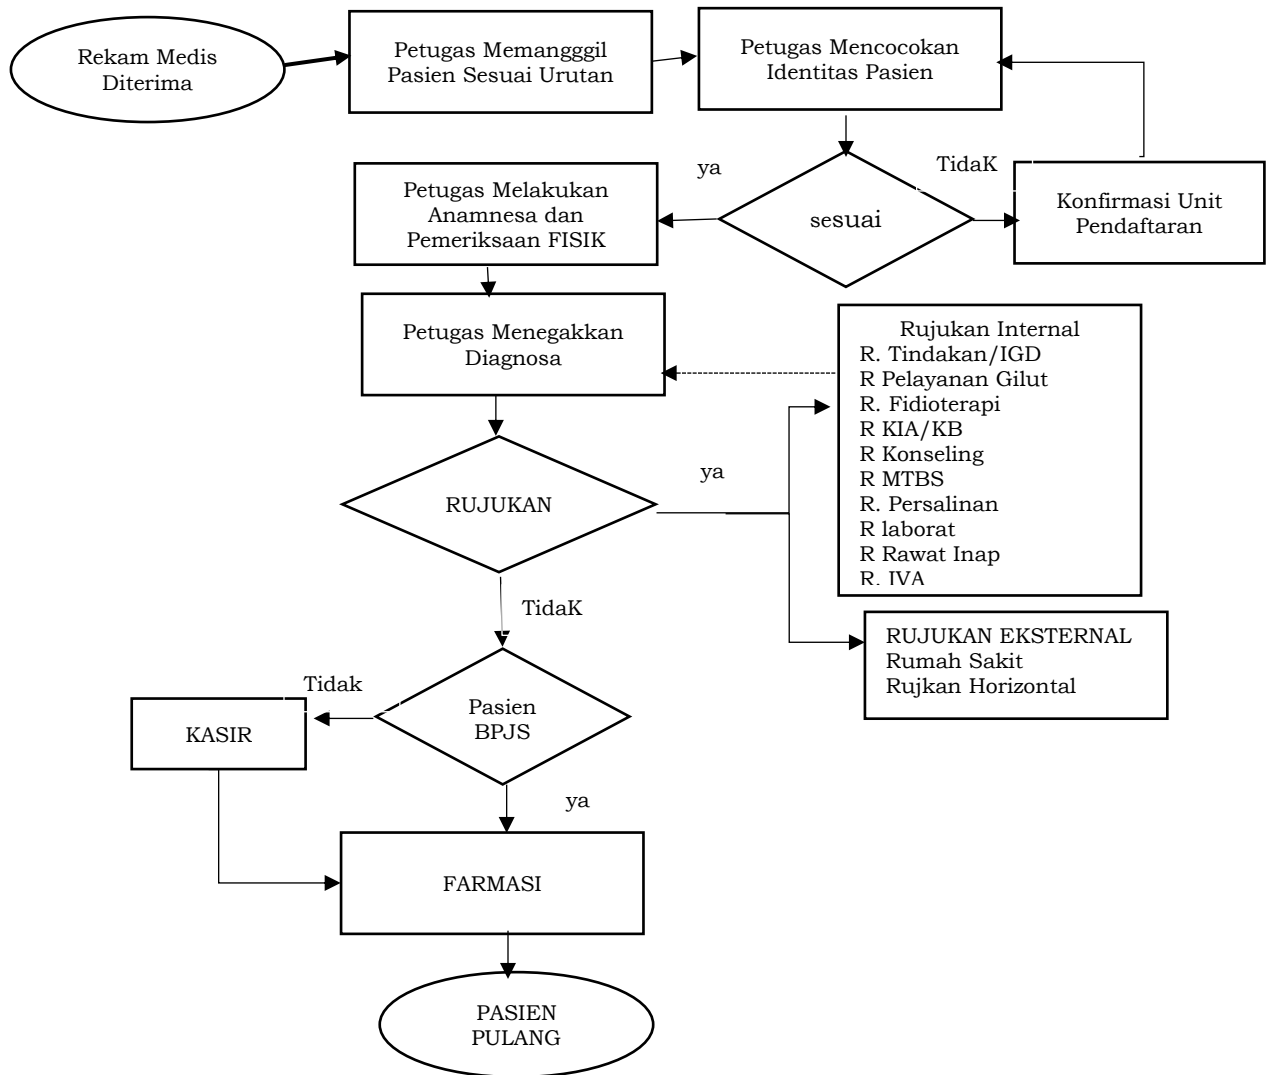 Rekam Medis
Diterima
Petugas Memangggil
Pasien Sesuai Urutan
Petugas Mencocokan
Identitas Pasien
ya
TidaK
Petugas Melakukan
Anamnesa dan
Pemeriksaan FISIK
sesuai
Konfirmasi Unit
Pendaftaran
Petugas Menegakkan
Diagnosa
Rujukan Internal
R. Tindakan/IGD
R Pelayanan Gilut
R. Fidioterapi
R KIA/KB
R Konseling
R MTBS
R. Persalinan
R laborat
R Rawat Inap
R. IVA
RUJUKAN
ya
TidaK
RUJUKAN EKSTERNAL
Rumah Sakit
Rujkan Horizontal
Tidak
Pasien
BPJS
KASIR
ya
FARMASI
PASIEN
PULANG